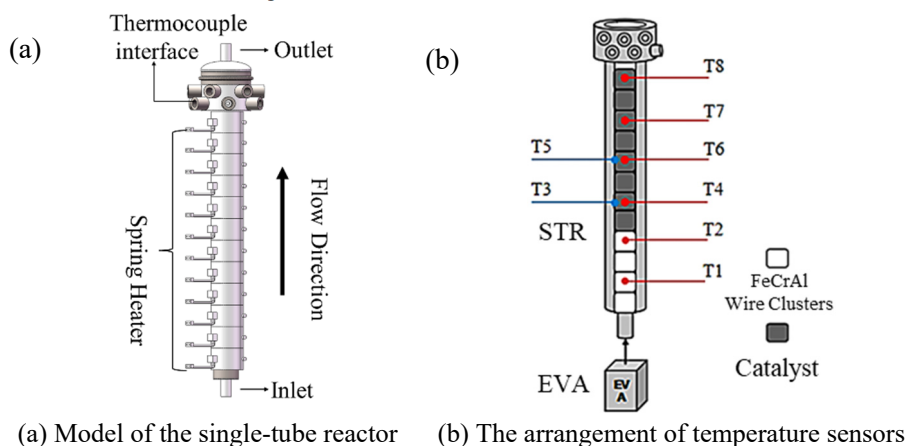 (a)
Thermocouple
interface
Outlet
Spring Heater
Flow Direction
Inlet
(b)
T8
T7
T5
T6
T3
T4
STR
T2
T1
FeCrAl
Wire Clusters
Catalyst
EVA
EV
A
(a) Model of the single-tube reactor (b) The arrangement of temperature sensors